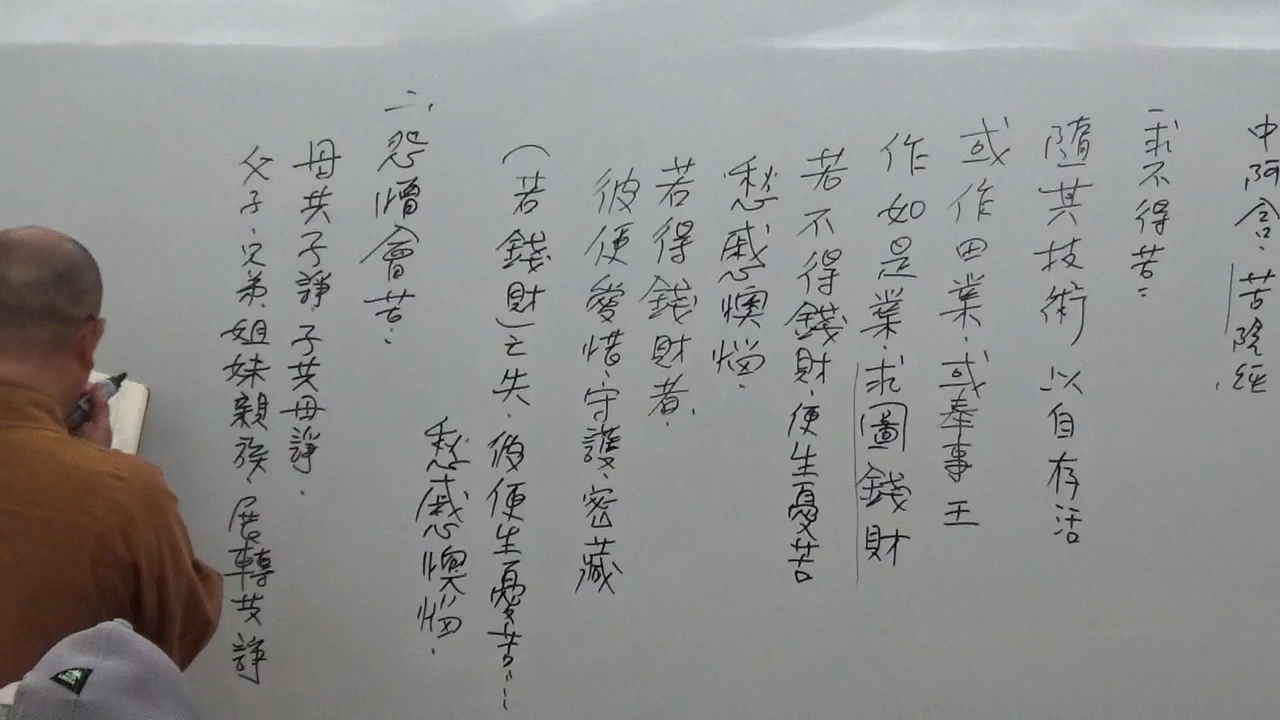 中阿含·苦陰經
一求不得苦:
隨其技術以自存活
或作田業·或奉事王
作如是業·求圖錢財
若不得錢財·便生憂苦
愁慼懊惱·
若得錢財者·
彼便愛惜·守護·密藏
(若錢財)亡失·彼便生憂苦……
愁慼懊惱·
二、怨憎會苦·
母共子諍·子共母諍·
父子·兄弟·姐妹親族·展轉共諍